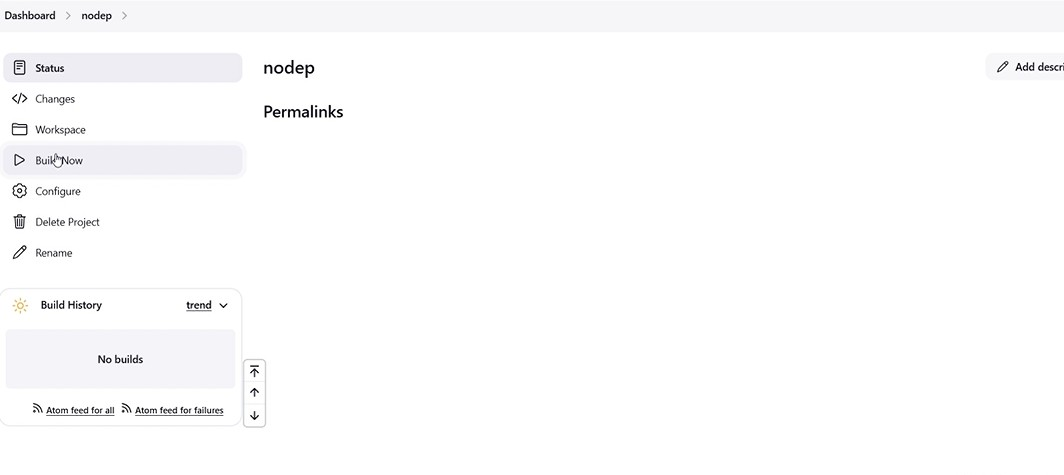 Dashboard > nodep >
Status
Changes
Workspace
Build Now
Configure
Delete Project
Rename
nodep
Add descri
Permalinks
Build History trend
No builds
Atom feed for all Atom feed for failures